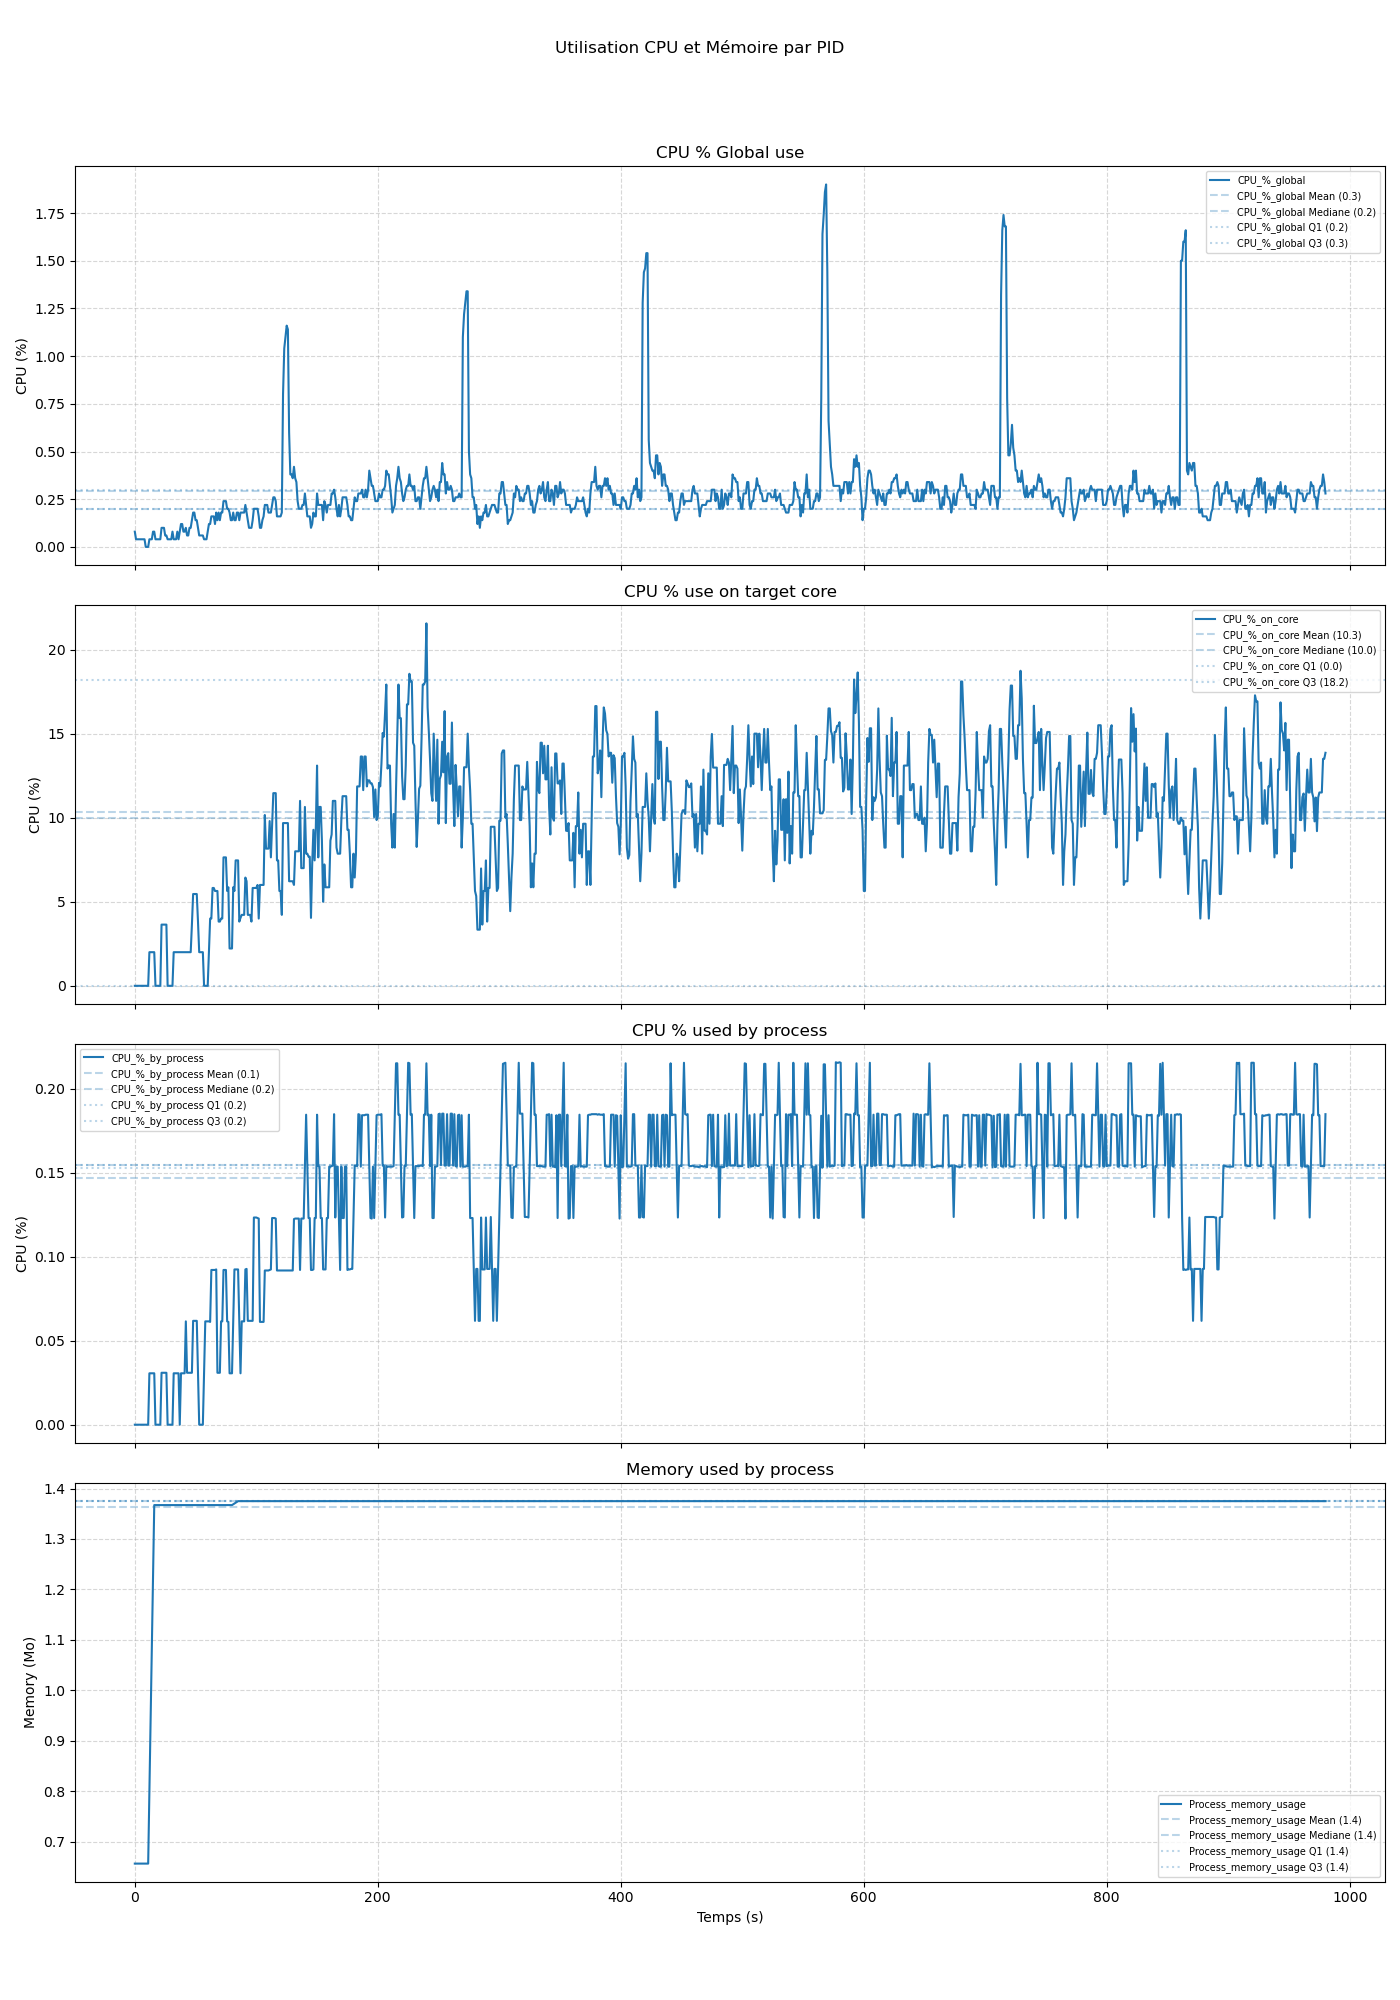 Utilisation CPU et Mémoire par PID
CPU % Global use
CPU (%)
1.75
1.50
1.25
1.00
0.75
0.50
0.25
0.00
CPU_%_global
CPU_%_global Mean (0.3)
CPU_%_global Mediane (0.2)
CPU_%_global Q1 (0.2)
CPU_%_global Q3 (0.3)
CPU % use on target core
CPU (%)
20
15
10
5
0
CPU_%_on_core
CPU_%_on_core Mean (10.3)
CPU_%_on_core Mediane (10.0)
CPU_%_on_core Q1 (0.0)
CPU_%_on_core Q3 (18.2)
CPU % used by process
CPU (%)
0.20
0.15
0.10
0.05
0.00
CPU_%_by_process
CPU_%_by_process Mean (0.1)
CPU_%_by_process Mediane (0.2)
CPU_%_by_process Q1 (0.2)
CPU_%_by_process Q3 (0.2)
Memory used by process
Memory (Mo)
1.4
1.3
1.2
1.1
1.0
0.9
0.8
0.7
Process_memory_usage
Process_memory_usage Mean (1.4)
Process_memory_usage Mediane (1.4)
Process_memory_usage Q1 (1.4)
Process_memory_usage Q3 (1.4)
0 200 400 600 800 1000
Temps (s)